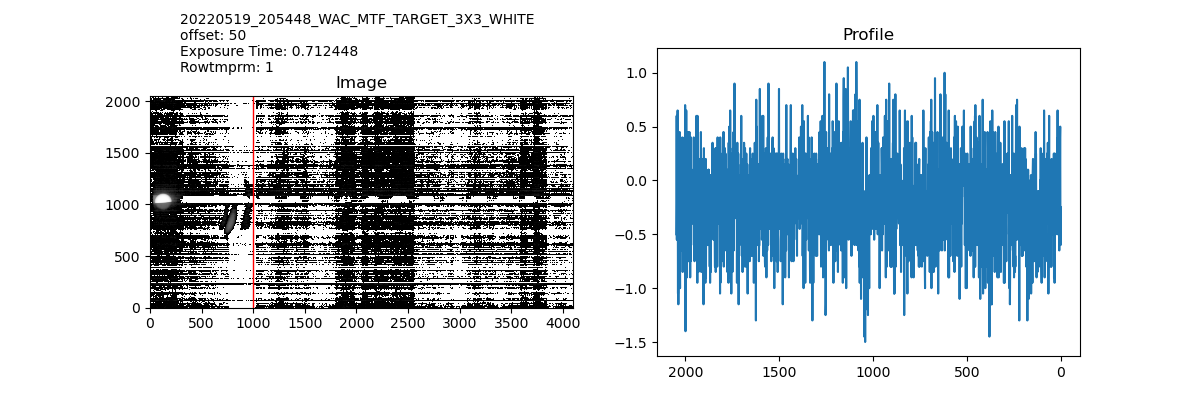 20220519_205448_WAC_MTF_TARGET_3X3_WHITE
offset: 50
Exposure Time: 0.712448
Rowtmprm: 1
Image
2000
1500
1000
500
0
0 500 1000 1500 2000 2500 3000 3500 4000
Profile
1.0
0.5
0.0
−0.5
−1.0
−1.5
2000 1500 1000 500 0